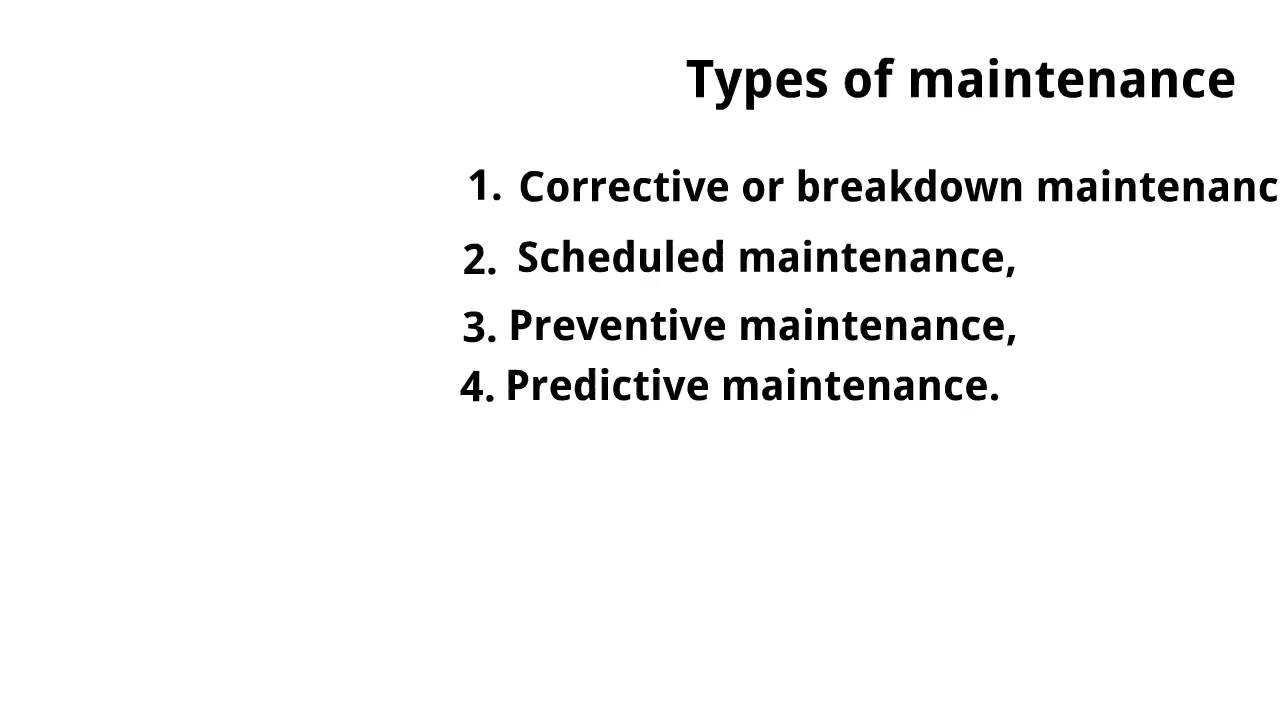 Types of maintenance
1. Corrective or breakdown maintenanc
2. Scheduled maintenance,
3. Preventive maintenance,
4. Predictive maintenance.